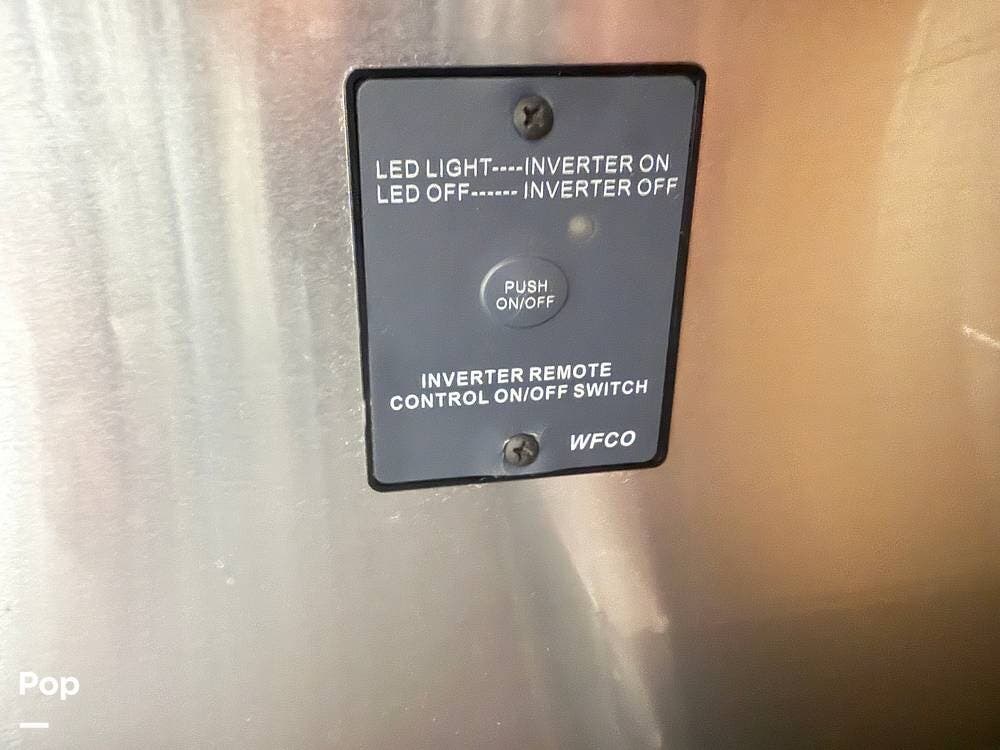 LED LIGHT----INVERTER ON
LED OFF------ INVERTER OFF
PUSH
ON/OFF
INVERTER REMOTE
CONTROL ON/OFF SWITCH
WFCO
Pop